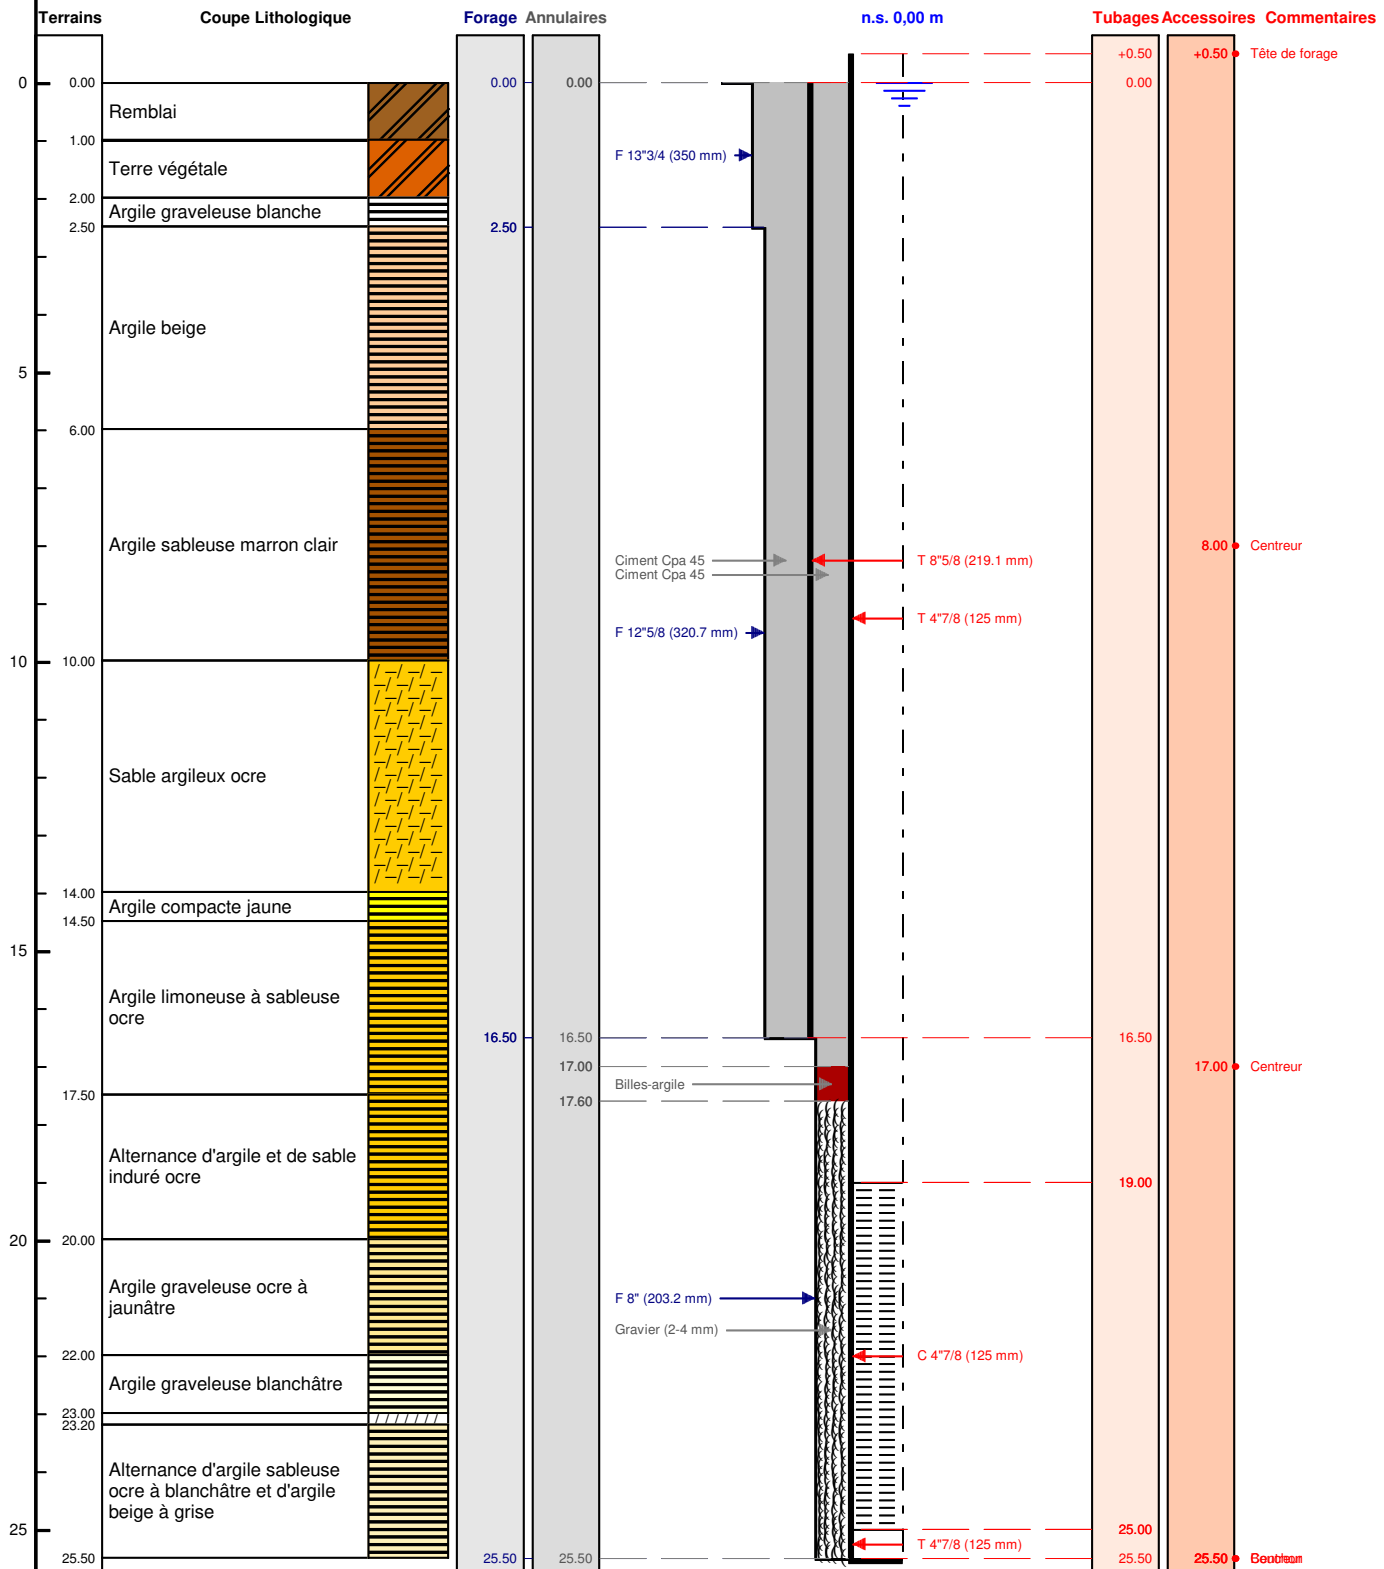 Terrains Coupe Lithologique Forage Annulaires n.s. 0,00 m Tubages Accessoires Commentaires
+0.50 +0.50 Tête de forage
0 0.00 0.00 0.00 0.00
Remblai
1.00
F 13"3/4 (350 mm)
Terre végétale
2.00
Argile graveleuse blanche
2.50 2.50
Argile beige
5
6.00
Argile sableuse marron clair
8.00 Centreur
Ciment Cpa 45 T 8"5/8 (219.1 mm)
Ciment Cpa 45
T 4"7/8 (125 mm)
F 12"5/8 (320.7 mm)
10 10.00
Sable argileux ocre
14.00
Argile compacte jaune
14.50
15
Argile limoneuse à sableuse
ocre
16.50 16.50 16.50
17.00 17.00 Centreur
Billes-argile
17.50
17.60
Alternance d'argile et de sable
induré ocre
19.00
20 20.00
Argile graveleuse ocre à
jaunâtre
F 8" (203.2 mm)
Gravier (2-4 mm)
22.00
C 4"7/8 (125 mm)
Argile graveleuse blanchâtre
23.00
23.20
Alternance d'argile sableuse
ocre à blanchâtre et d'argile
beige à grise
25 25.00
T 4"7/8 (125 mm)
25.50 25.50 25.50 25.50 25.50